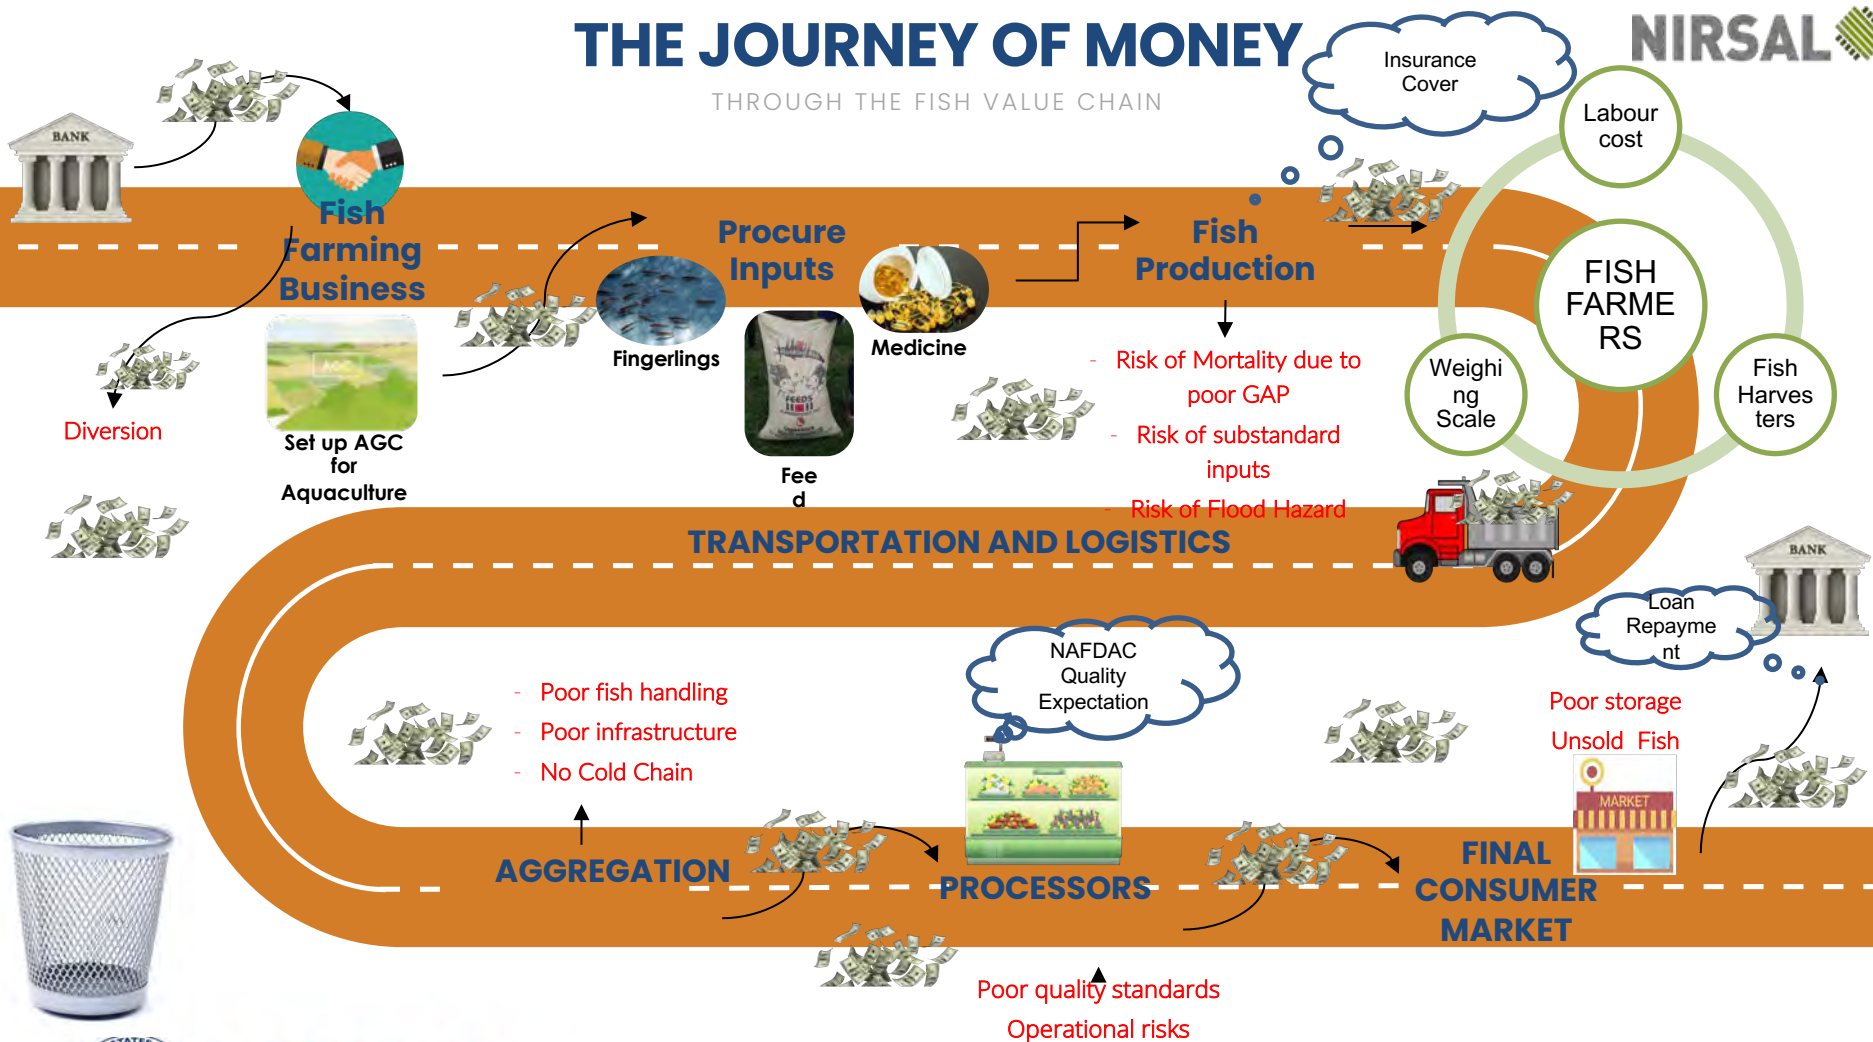 THE JOURNEY OF MONEY
THROUGH THE FISH VALUE CHAIN
NIRSAL
Insurance
Cover
Labour
cost
BANK
Fish
Farming
Business
Procure
Inputs
Fish
Production
FISH
FARME
RS
Fingerlings
Medicine
FEEDS
Fee
d
AGC
Set up AGC
for
Aquaculture
Diversion
- Risk of Mortality due to
poor GAP
- Risk of substandard
inputs
- Risk of Flood Hazard
Weighi
ng
Scale
Fish
Harves
ters
TRANSPORTATION AND LOGISTICS
BANK
Loan
Repayme
nt
NAFDAC
Quality
Expectation
- Poor fish handling
- Poor infrastructure
- No Cold Chain
Poor storage
Unsold Fish
MARKET
AGGREGATION
PROCESSORS
FINAL
CONSUMER
MARKET
Poor quality standards
Operational risks